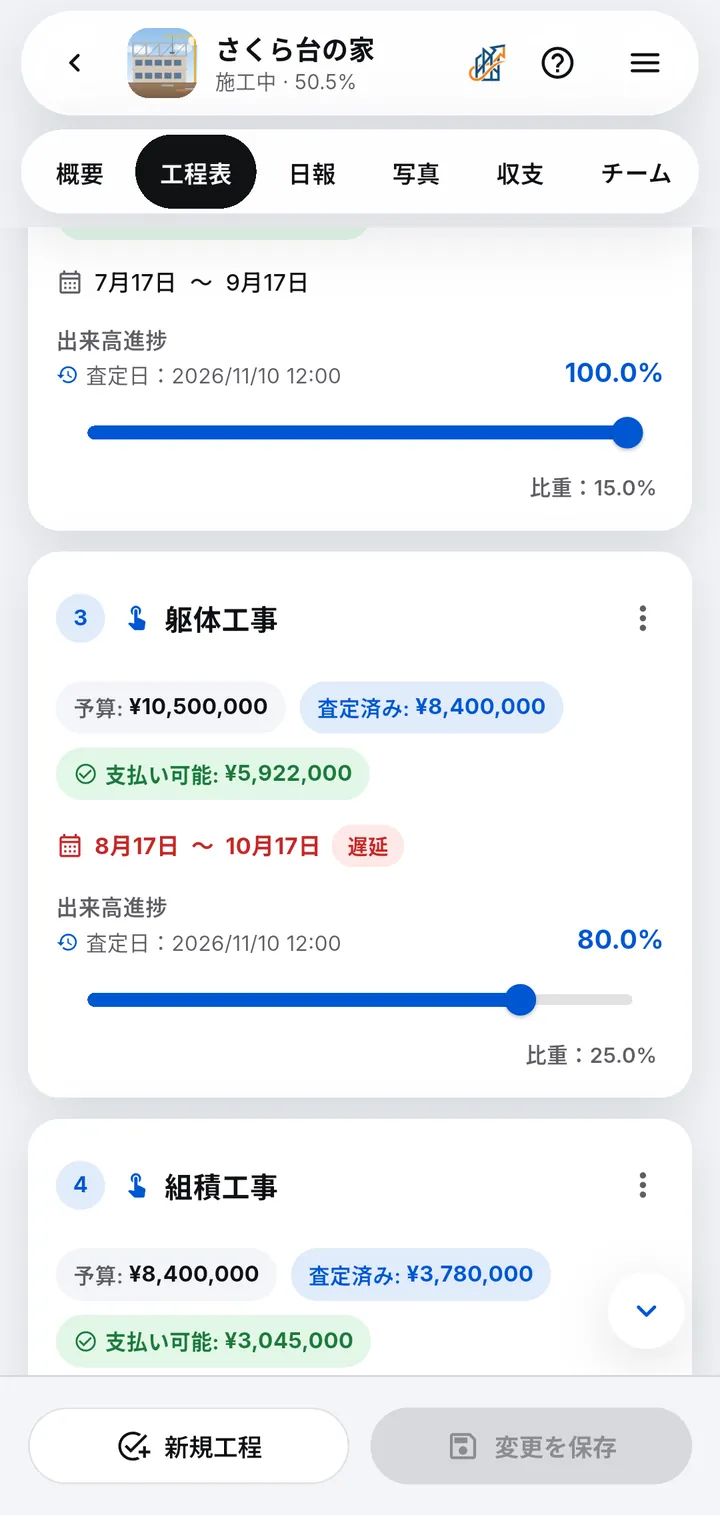 さくら台の家
施工中 · 50.5%
概要 工程表 日報 写真 収支 チーム
7月17日 〜 9月17日
出来高進捗
査定日：2026/11/10 12:00 100.0%
比重：15.0%
3 躯体工事
予算: ¥10,500,000 査定済み: ¥8,400,000
支払い可能: ¥5,922,000
8月17日 〜 10月17日 遅延
出来高進捗
査定日：2026/11/10 12:00 80.0%
比重：25.0%
4 組積工事
予算: ¥8,400,000 査定済み: ¥3,780,000
支払い可能: ¥3,045,000
新規工程 変更を保存